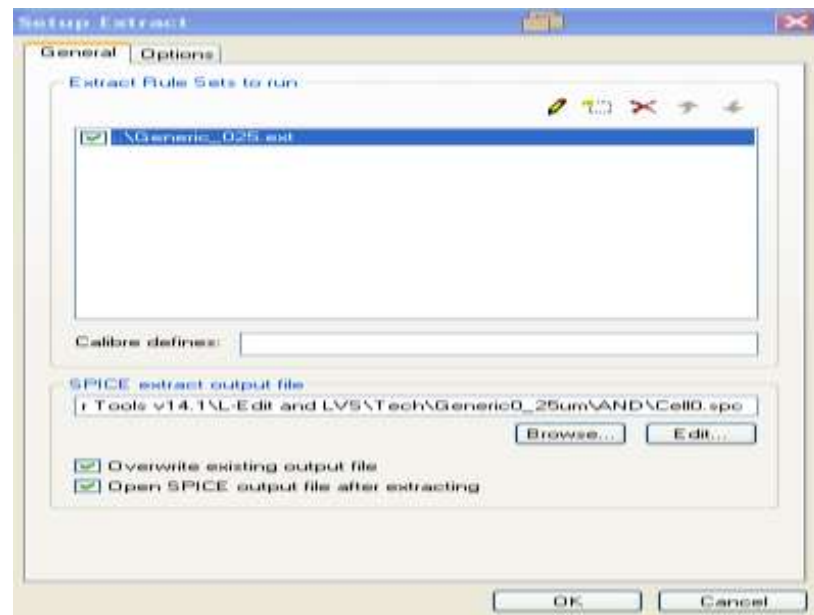 Setup Extract
General Options
Extract Rule Sets to run
..\Generic_025.ext
Calibre defines:
SPICE extract output file
r Tools v14.1\L-Edit and LVS\Tech\Generic0_25um\AND\Cell0.spc
Browse... Edit...
Overwrite existing output file
Open SPICE output file after extracting
OK Cancel